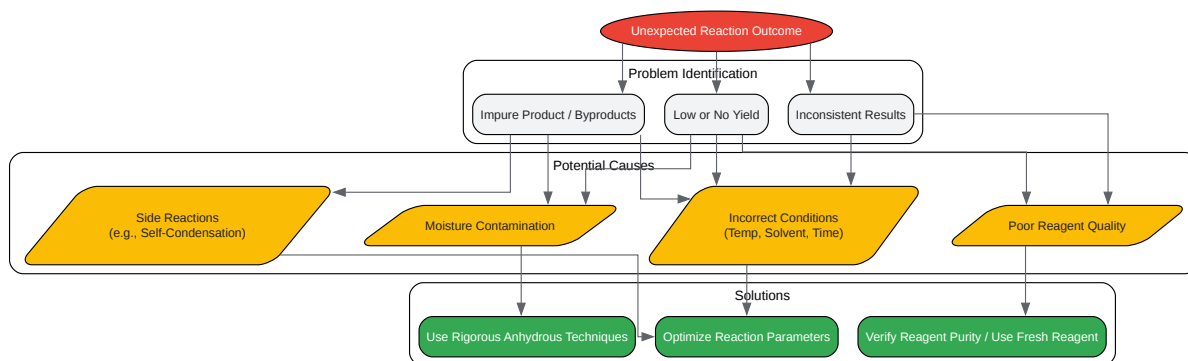 Unexpected Reaction Outcome
Problem Identification
Impure Product / Byproducts
Low or No Yield
Inconsistent Results
Potential Causes
Side Reactions
(e.g., Self-Condensation)
Moisture Contamination
Incorrect Conditions
(Temp, Solvent, Time)
Poor Reagent Quality
Solutions
Use Rigorous Anhydrous Techniques
Optimize Reaction Parameters
Verify Reagent Purity / Use Fresh Reagent